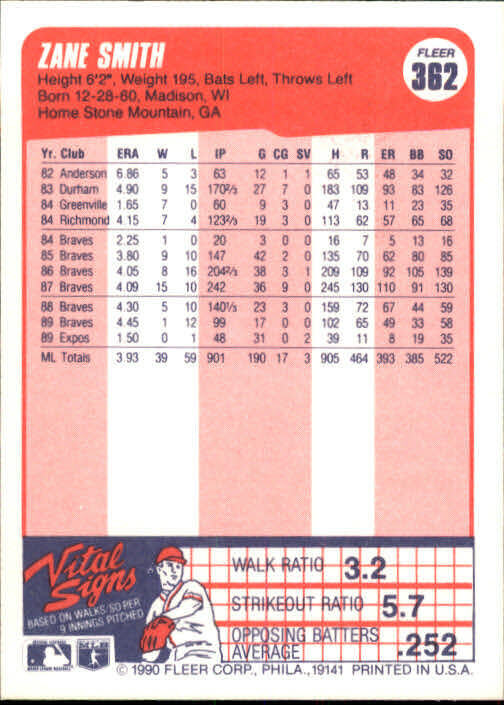 ZANE SMITH
FLEER
362
Height 6'2", Weight 195, Bats Left, Throws Left
Born 12-28-60, Madison, WI
Home Stone Mountain, GA
Yr. Club ERA W L IP G CG SV H R ER BB SO
82 Anderson 6.86 5 3 63 12 1 1 65 53 48 34 32
83 Durham 4.90 9 15 170⅔ 27 7 0 183 109 93 83 126
84 Greenville 1.65 7 0 60 9 3 0 47 13 11 23 35
84 Richmond 4.15 7 4 123⅔ 19 3 0 113 62 57 65 68
84 Braves 2.25 1 0 20 3 0 0 16 7 5 13 16
85 Braves 3.80 9 10 147 42 2 0 135 70 62 80 85
86 Braves 4.05 8 16 204⅔ 38 3 1 209 109 92 105 139
87 Braves 4.09 15 10 242 36 9 0 245 130 110 91 130
88 Braves 4.30 5 10 140⅓ 23 3 0 159 72 67 44 59
89 Braves 4.45 1 12 99 17 0 0 102 65 49 33 58
89 Expos 1.50 0 1 48 31 0 2 39 11 8 19 35
ML Totals 3.93 39 59 901 190 17 3 905 464 393 385 522
Vital Signs
BASED ON WALKS/SO PER
9 INNINGS PITCHED
WALK RATIO 3.2
STRIKEOUT RATIO 5.7
OPPOSING BATTERS
AVERAGE .252
© 1990 FLEER CORP., PHILA., 19141 PRINTED IN U.S.A.